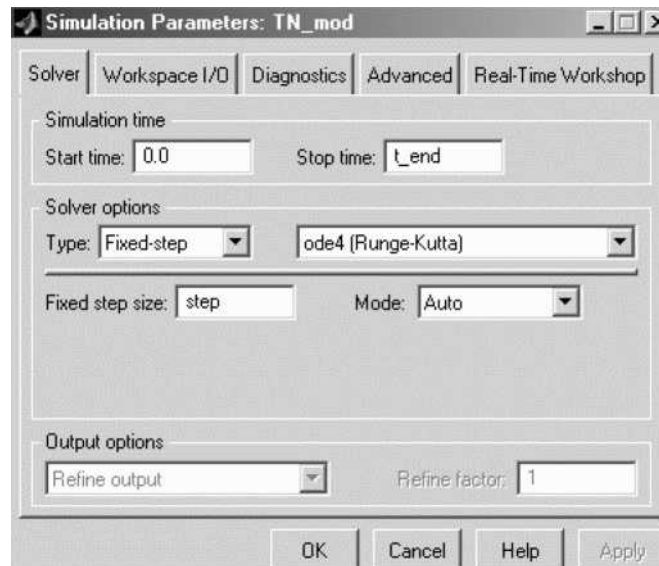 Simulation Parameters: TN_mod
Solver Workspace I/O Diagnostics Advanced Real-Time Workshop
Simulation time
Start time: 0.0 Stop time: t_end
Solver options
Type: Fixed-step ode4 (Runge-Kutta)
Fixed step size: step Mode: Auto
Output options
Refine output Refine factor: 1
OK Cancel Help Apply